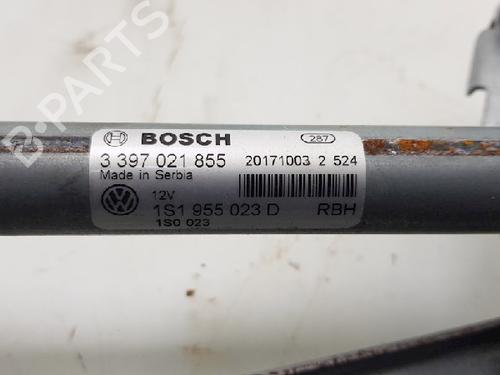 B-PARTS
BOSCH 287
3 397 021 855 20171003 2 524
Made in Serbia
12V
1S1 955 023 D RBH
1S0 023